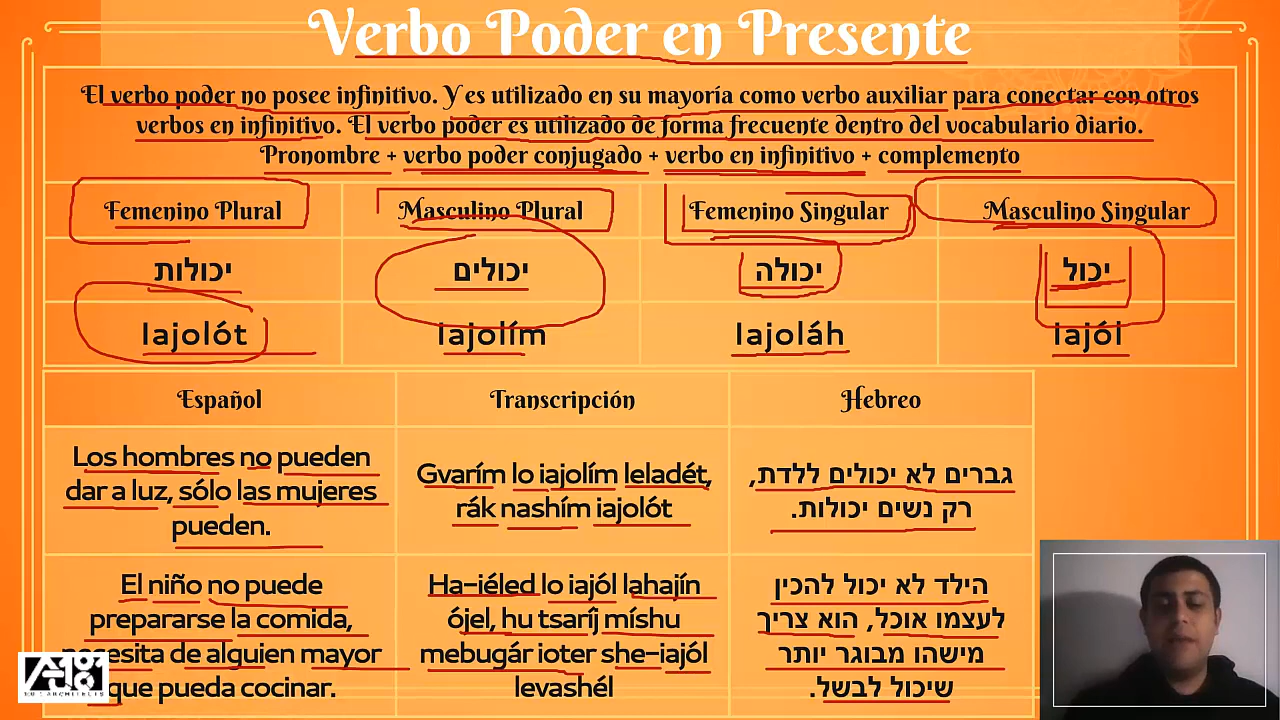 Verbo Poder en Presente
El verbo poder no posee infinitivo. Y es utilizado en su mayoría como verbo auxiliar para conectar con otros
verbos en infinitivo. El verbo poder es utilizado de forma frecuente dentro del vocabulario diario.
Pronombre + verbo poder conjugado + verbo en infinitivo + complemento
Femenino Plural Masculino Plural Femenino Singular Masculino Singular
יכולות יכולים יכולה יכול
Iajolót Iajolím Iajoláh Iajól
Español Transcripción Hebreo
Los hombres no pueden
dar a luz, sólo las mujeres
pueden.
Gvarím lo iajolím leladét,
rák nashím iajolót
גברים לא יכולים ללדת,
רק נשים יכולות.
El niño no puede
prepararse la comida,
necesita de alguien mayor
que pueda cocinar.
Ha-iéled lo iajól lahajín
ójel, hu tsaríj míshu
mebugár ioter she-iajól
levashél
הילד לא יכול להכין
לעצמו אוכל, הוא צריך
מישהו מבוגר יותר
שיכול לבשל.